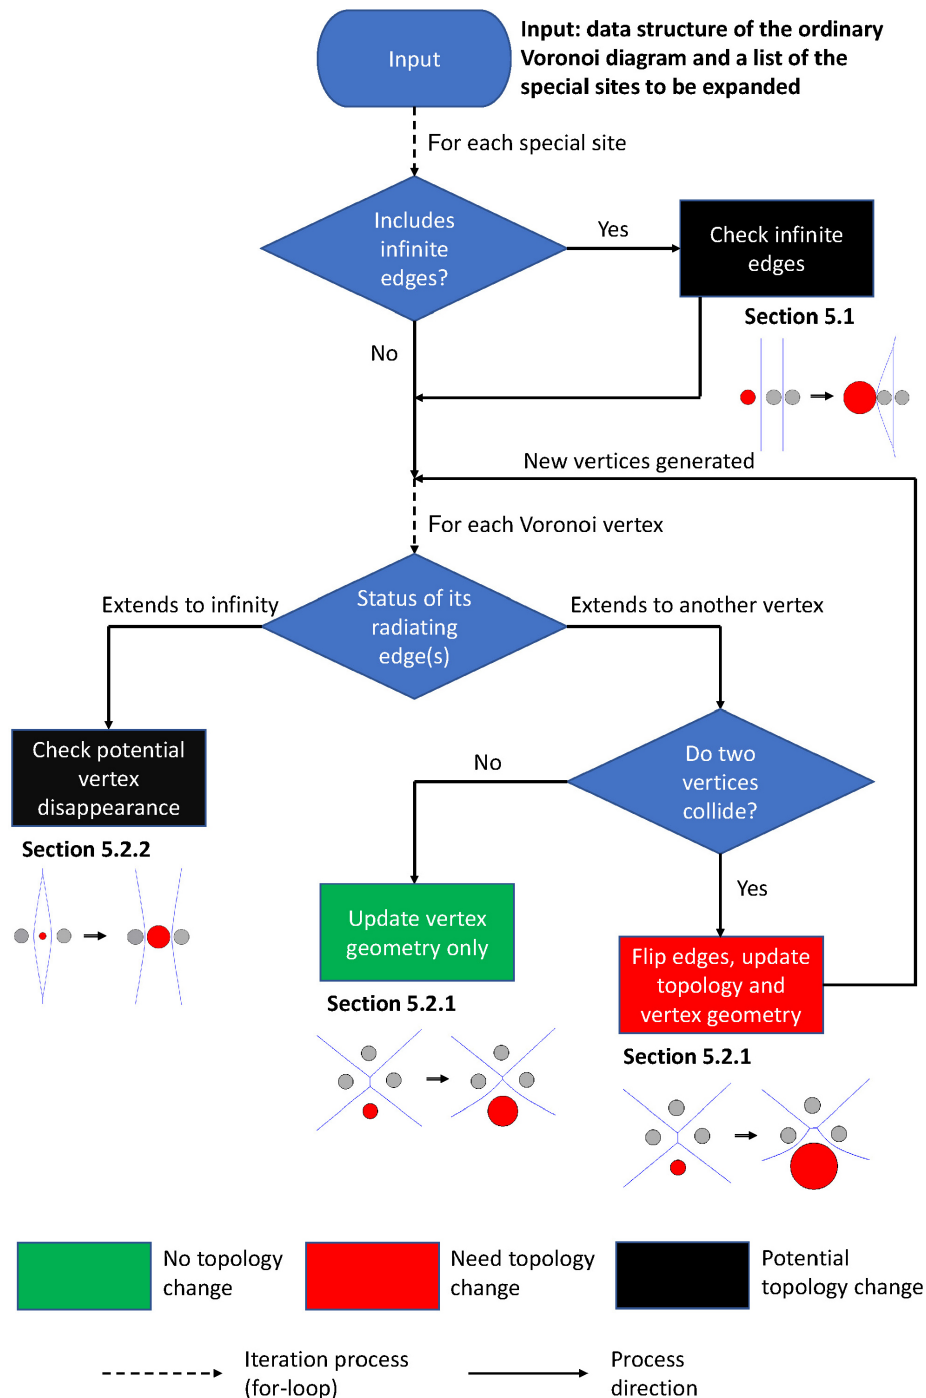 Input
Input: data structure of the ordinary
Voronoi diagram and a list of the
special sites to be expanded
For each special site
Includes
infinite
edges?
Yes
Check infinite
edges
Section 5.1
No
New vertices generated
For each Voronoi vertex
Extends to infinity
Status of its
radiating
edge(s)
Extends to another vertex
Check potential
vertex
disappearance
Section 5.2.2
Do two
vertices
collide?
No
Yes
Update vertex
geometry only
Section 5.2.1
Flip edges, update
topology and
vertex geometry
Section 5.2.1
No topology
change
Need topology
change
Potential
topology change
Iteration process
(for-loop)
Process
direction